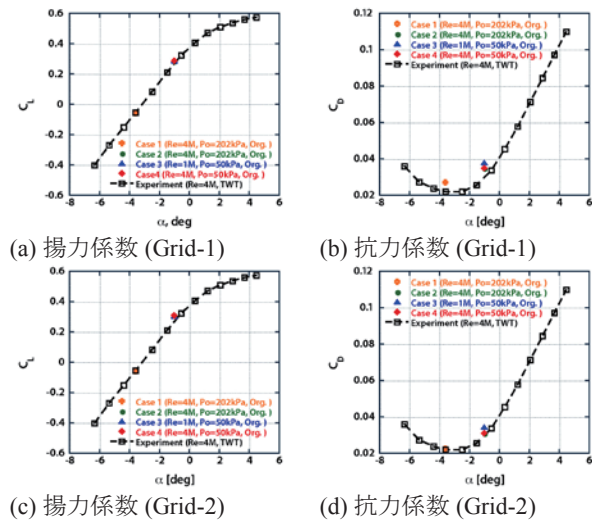 0.6
0.4
0.2
0
-0.2
-0.4
-0.6
C_L
Case 1 (Re=4M, Po=202kPa, Org. )
Case 2 (Re=4M, Po=202kPa, Org. )
Case 3 (Re=1M, Po=50kPa, Org. )
Case4 (Re=4M, Po=50kPa, Org. )
Experiment (Re=4M, TWT)
-8 -6 -4 -2 0 2 4 6
α, deg
0.12
0.1
0.08
0.06
0.04
0.02
C_D
Case 1 (Re=4M, Po=202kPa, Org. )
Case 2 (Re=4M, Po=202kPa, Org. )
Case 3 (Re=1M, Po=50kPa, Org. )
Case 4 (Re=4M, Po=50kPa, Org. )
Experiment (Re=4M, TWT)
-8 -6 -4 -2 0 2 4 6
α [deg]
(a) 揚力係数 (Grid-1)
(b) 抗力係数 (Grid-1)
0.6
0.4
0.2
0
-0.2
-0.4
-0.6
C_L
Case 1 (Re=4M, Po=202kPa, Org. )
Case 2 (Re=4M, Po=202kPa, Org. )
Case 3 (Re=1M, Po=50kPa, Org. )
Case 4 (Re=4M, Po=50kPa, Org. )
Experiment (Re=4M, TWT)
-8 -6 -4 -2 0 2 4 6
α [deg]
0.12
0.1
0.08
0.06
0.04
0.02
C_D
Case 1 (Re=4M, Po=202kPa, Org. )
Case 2 (Re=4M, Po=202kPa, Org. )
Case 3 (Re=1M, Po=50kPa, Org. )
Case 4 (Re=4M, Po=50kPa, Org. )
Experiment (Re=4M, TWT)
-8 -6 -4 -2 0 2 4 6
α [deg]
(c) 揚力係数 (Grid-2)
(d) 抗力係数 (Grid-2)